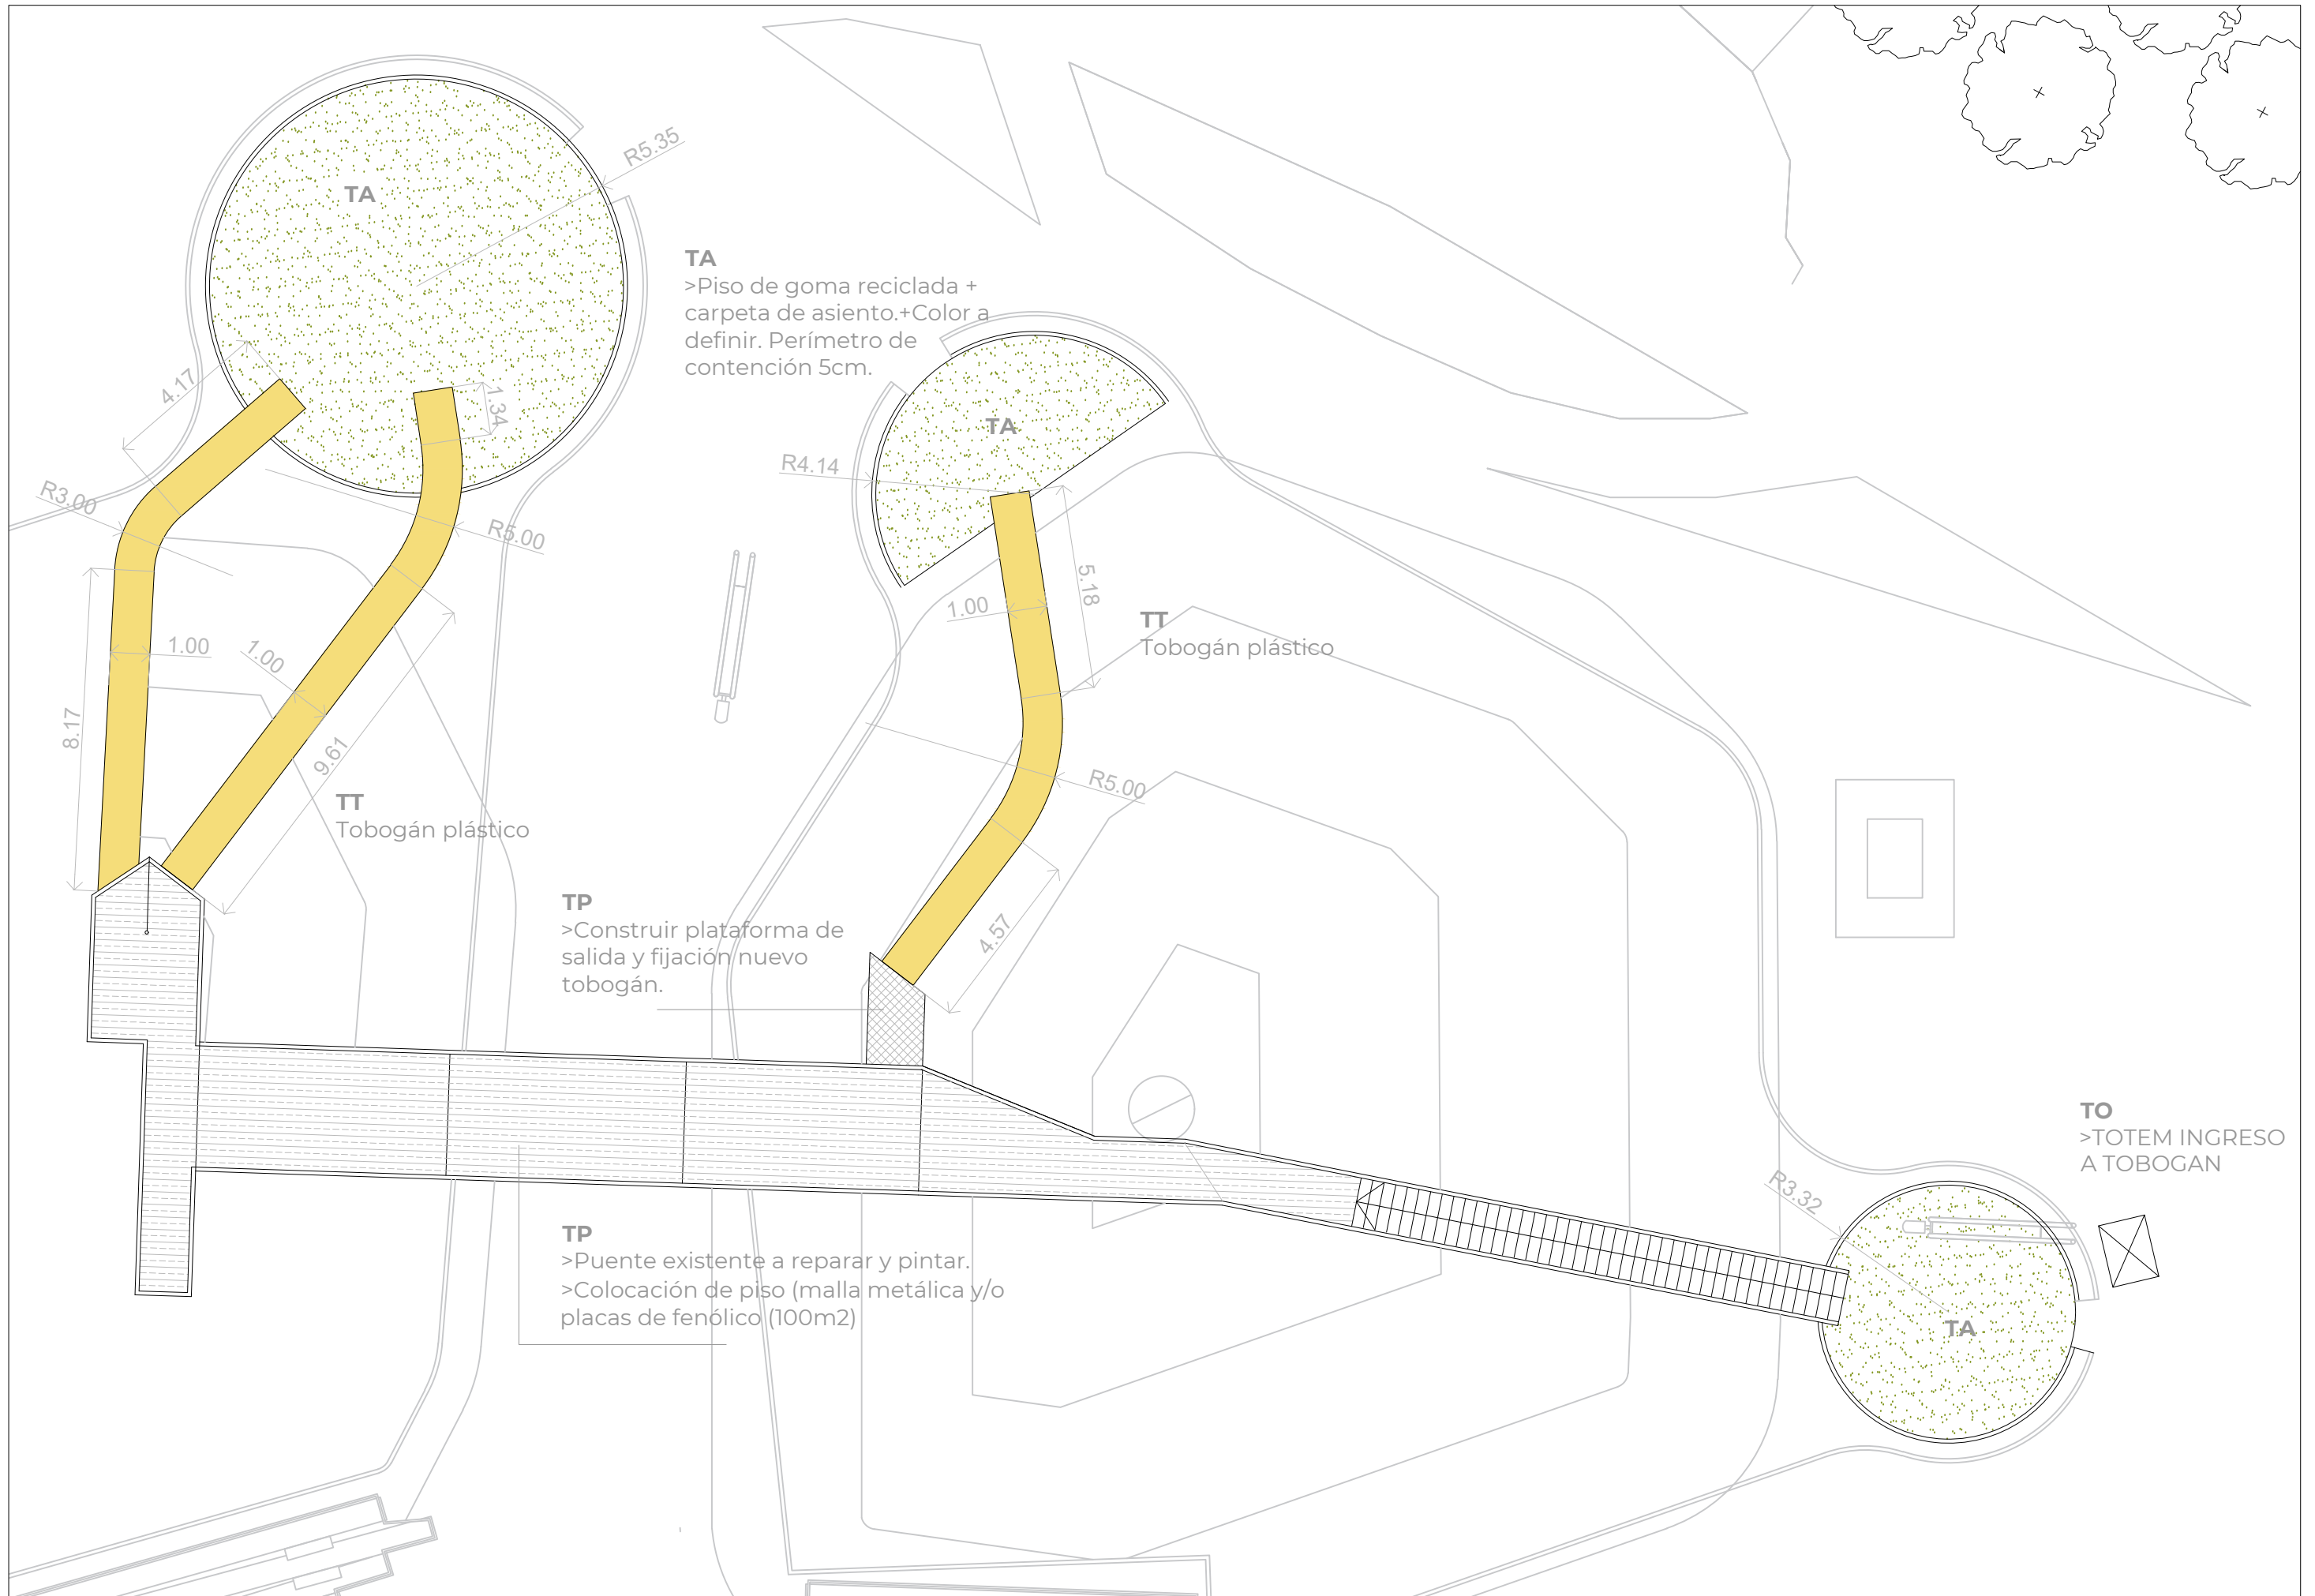 R5.35
TA
TA
>Piso de goma reciclada +
carpeta de asiento.+Color a
definir. Perímetro de
contención 5cm.
4.17
1.34
TA
R4.14
R3.00
R5.00
5.18
1.00
TT
Tobogán plástico
1.00
1.00
8.17
9.61
R5.00
TT
Tobogán plástico
TP
>Construir plataforma de
salida y fijación nuevo
tobogán.
4.57
TO
>TOTEM INGRESO
A TOBOGAN
R3.32
TP
>Puente existente a reparar y pintar.
>Colocación de piso (malla metálica y/o
placas de fenólico (100m2)
TA